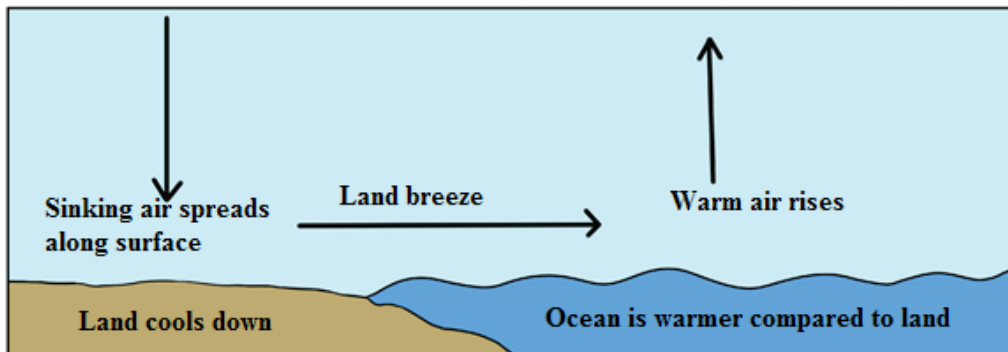 Sinking air spreads
along surface
Land breeze
Warm air rises
Land cools down
Ocean is warmer compared to land